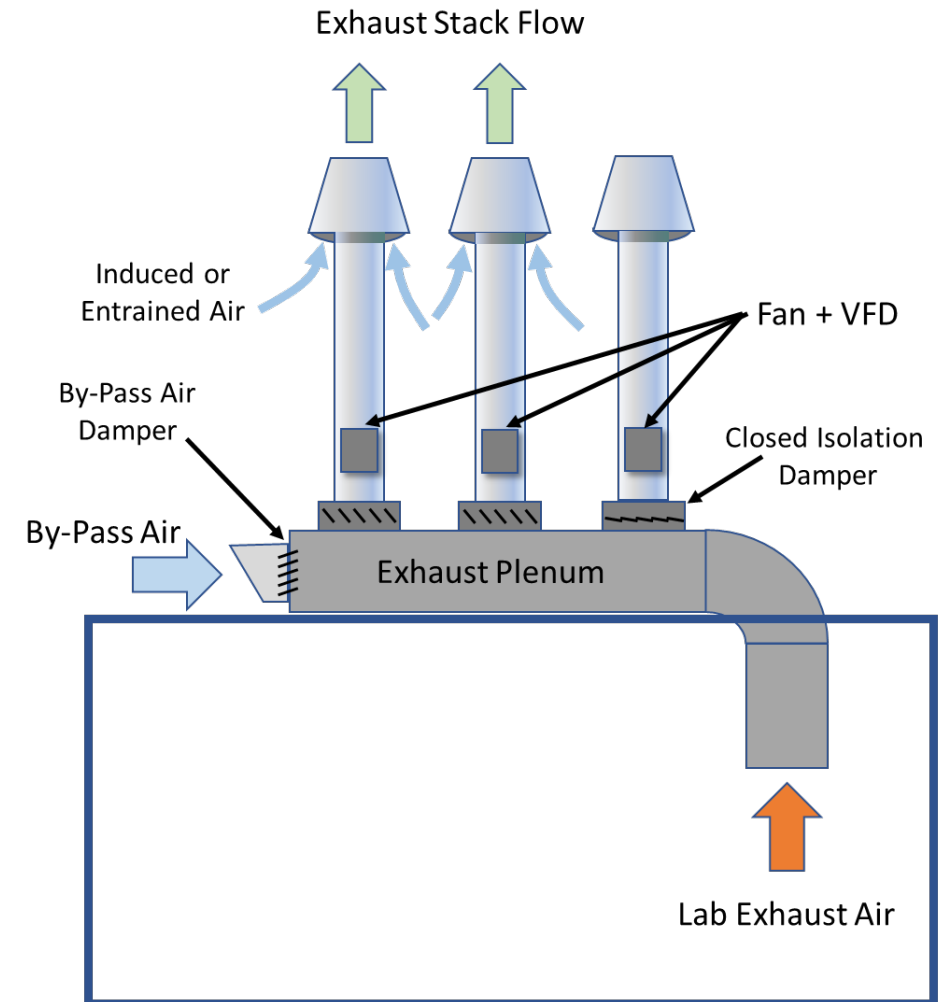 Exhaust Stack Flow
Induced or
Entrained Air
Fan + VFD
By-Pass Air
Damper
Closed Isolation
Damper
By-Pass Air
Exhaust Plenum
Lab Exhaust Air